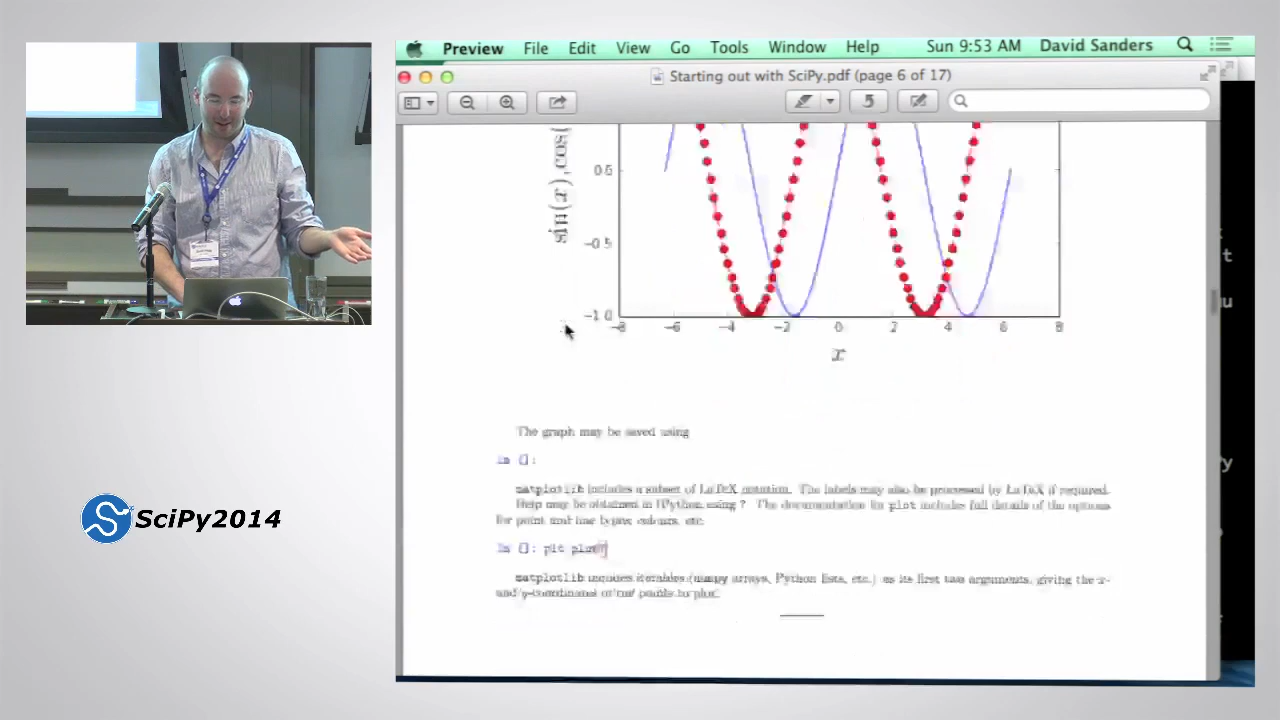 Preview File Edit View Go Tools Window Help Sun 9:53 AM David Sanders
Starting out with SciPy.pdf (page 6 of 17)
sin(x),cos(
0.5
−0.5
−1.0
−8 −6 −4 −2 0 2 4 6 8
x
The graph may be saved using
In []:
matplotlib includes a subset of LaTeX notation. The labels may also be processed by LaTeX if required.
Help may be obtained in IPython using ? The documentation for plot includes full details of the options
for point and line types, colours, etc.
In []: plt plot
matplotlib iterables (numpy arrays, Python lists, etc.) as its first two arguments, giving the x-
and y-coordinates of the points to plot.
SciPy2014